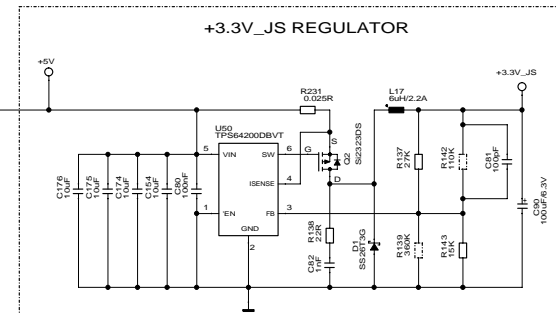 +3.3V_JS REGULATOR
+5V
+3.3V_JS
R231
0.025R
L17
6uH/2.2A
U50
TPS64200DBVT
5
VIN
SW
6
G
S
D
Q2
Si2323DS
ISENSE
4
1
'EN
FB
3
GND
2
C176
10uF
C175
10uF
C174
10uF
C154
10uF
C80
100nF
R138
2.2R
C82
1nF
D1
SS26T3G
R137
27K
R142
110K
C81
100pF
R139
360K
R143
15K
C90
100uF/6.3V